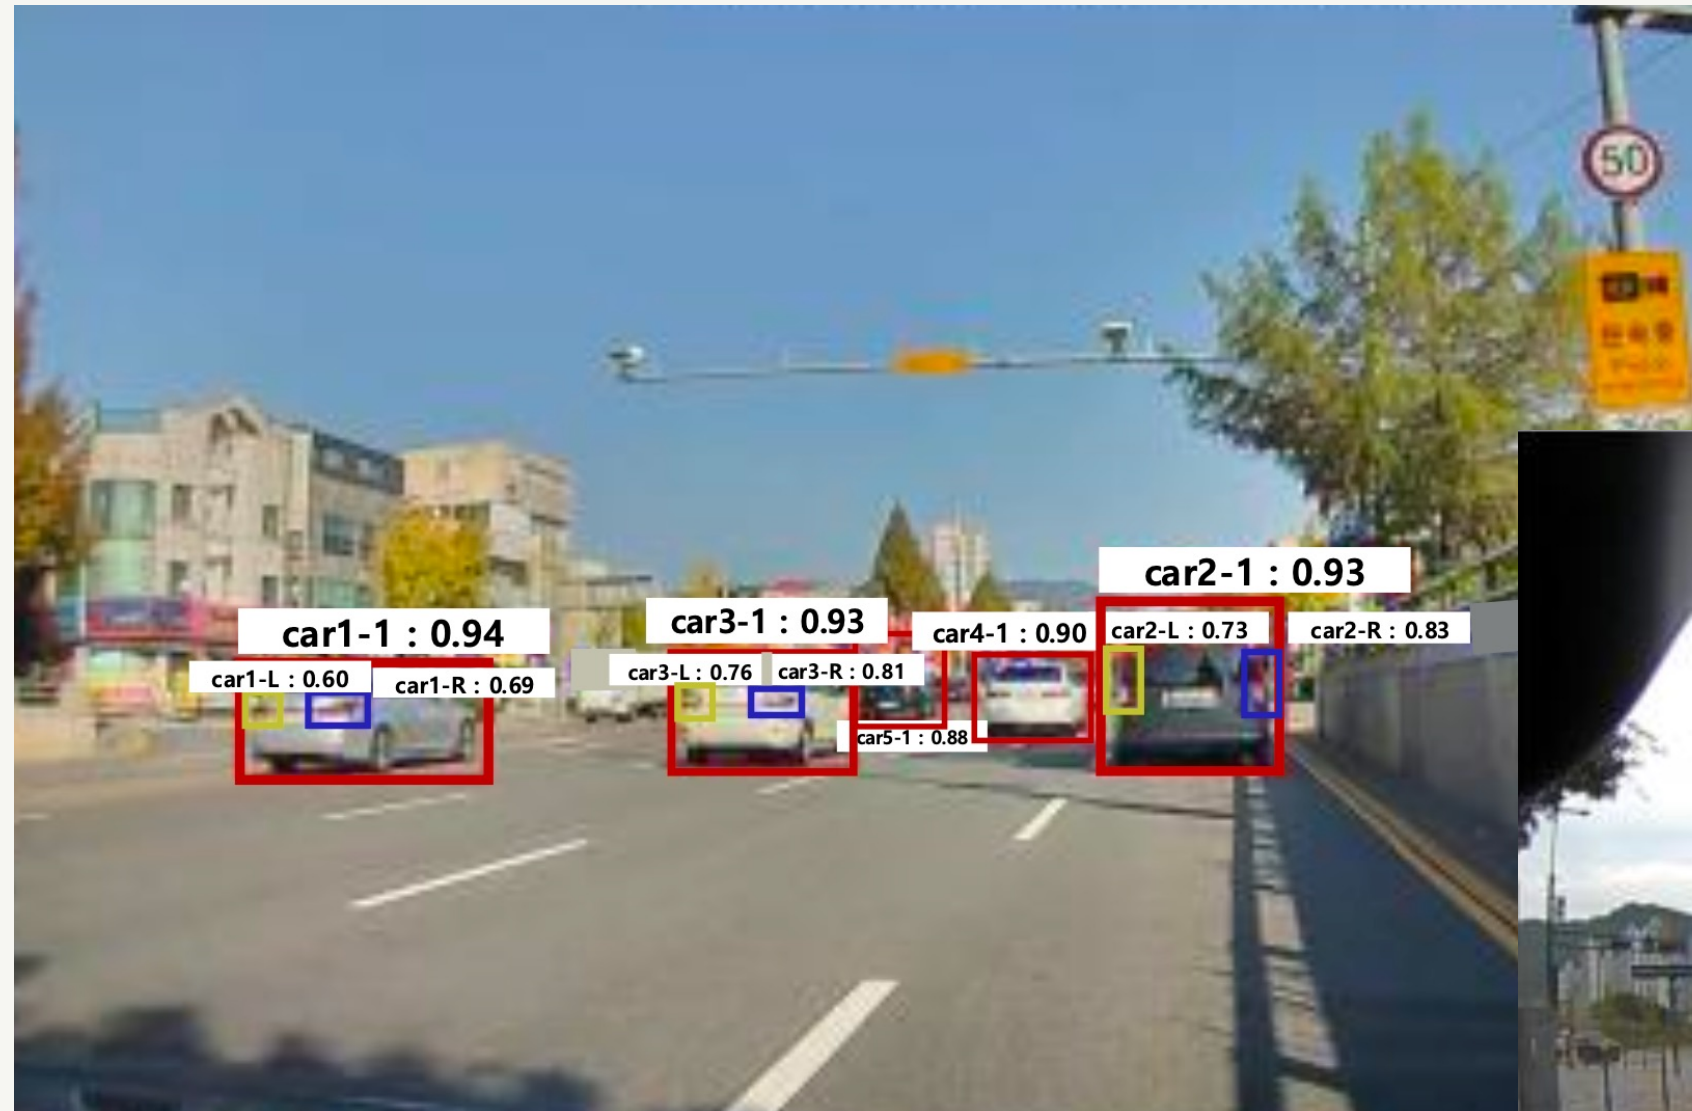 50
car2-1 : 0.93
car1-1 : 0.94
car3-1 : 0.93
car4-1 : 0.90
car2-L : 0.73
car2-R : 0.83
car1-L : 0.60
car1-R : 0.69
car3-L : 0.76
car3-R : 0.81
car5-1 : 0.88